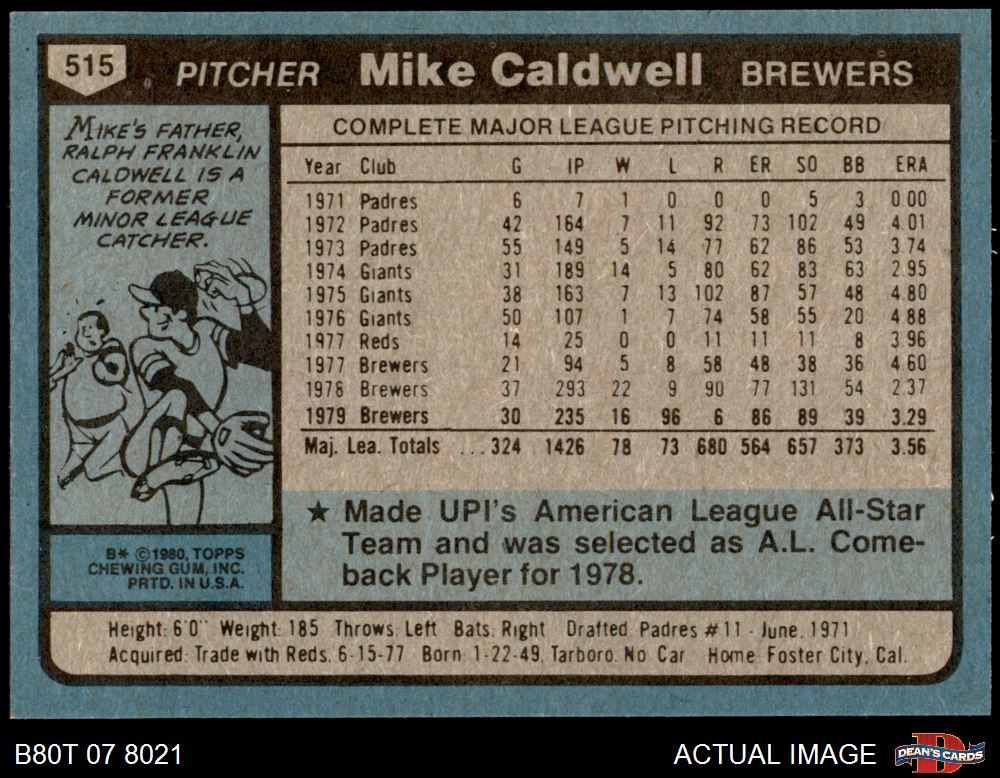 515
PITCHER Mike Caldwell BREWERS
MIKE'S FATHER,
RALPH FRANKLIN
CALDWELL IS A
FORMER
MINOR LEAGUE
CATCHER.
COMPLETE MAJOR LEAGUE PITCHING RECORD
Year Club G IP W L R ER SO BB ERA
1971 Padres 6 7 1 0 0 0 5 3 0.00
1972 Padres 42 164 7 11 92 73 102 49 4.01
1973 Padres 55 149 5 14 77 62 86 53 3.74
1974 Giants 31 189 14 5 80 62 83 63 2.95
1975 Giants 38 163 7 13 102 87 57 48 4.80
1976 Giants 50 107 1 7 74 58 55 20 4.88
1977 Reds 14 25 0 0 11 11 11 8 3.96
1977 Brewers 21 94 5 8 58 48 38 36 4.60
1978 Brewers 37 293 22 9 90 77 131 54 2.37
1979 Brewers 30 235 16 96 6 86 89 39 3.29
Maj. Lea. Totals ...324 1426 78 73 680 564 657 373 3.56
★ Made UPI's American League All-Star
Team and was selected as A.L. Come-
back Player for 1978.
B* © 1980, TOPPS
CHEWING GUM, INC.
PRTD. IN U.S.A.
Height: 6'0" Weight: 185 Throws: Left Bats: Right Drafted: Padres #11 - June, 1971
Acquired: Trade with Reds, 6-15-77 Born: 1-22-49, Tarboro, No. Car. Home: Foster City, Cal.
B80T 07 8021
ACTUAL IMAGE
DEAN'S CARDS